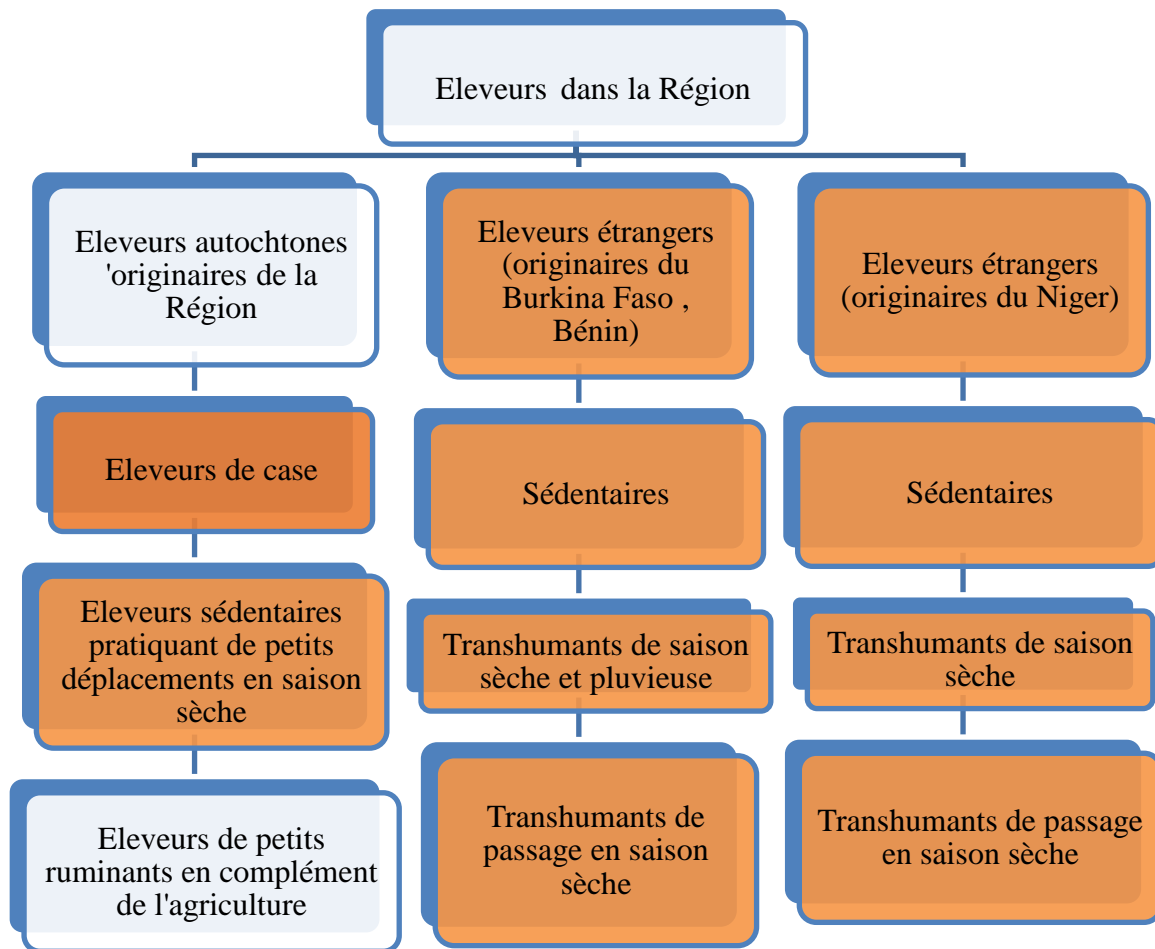 Eleveurs dans la Région
Eleveurs autochtones
'originaires de la
Région
Eleveurs de case
Eleveurs sédentaires
pratiquant de petits
déplacements en saison
sèche
Eleveurs de petits
ruminants en complément
de l'agriculture
Eleveurs étrangers
(originaires du
Burkina Faso ,
Bénin)
Sédentaires
Transhumants de saison
sèche et pluvieuse
Transhumants de
passage en saison
sèche
Eleveurs étrangers
(originaires du Niger)
Sédentaires
Transhumants de saison
sèche
Transhumants de passage
en saison sèche